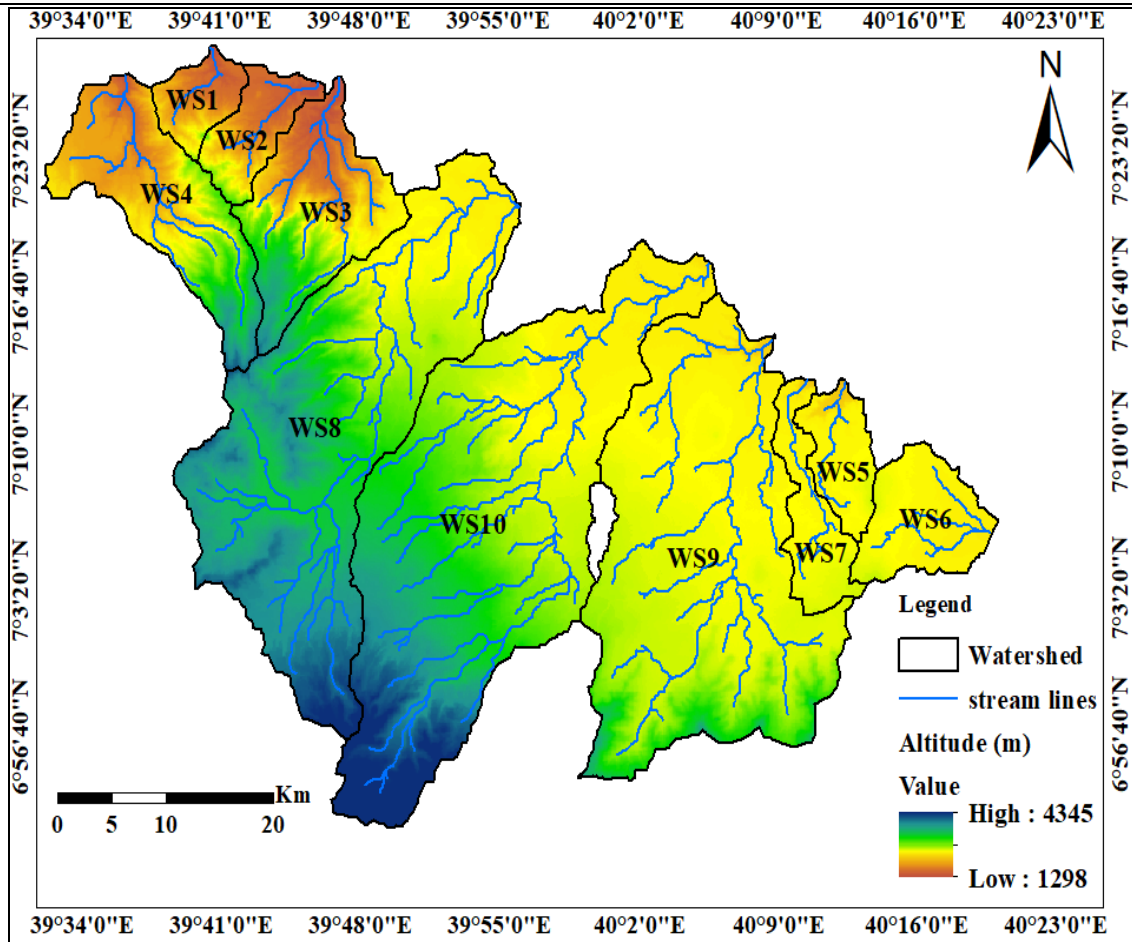 39°34'0"E 39°41'0"E 39°48'0"E 39°55'0"E 40°2'0"E 40°9'0"E 40°16'0"E 40°23'0"E
N
7°23'20"N
7°23'20"N
WS1
WS2
WS4
WS3
7°16'40"N
7°16'40"N
WS8
7°10'0"N
7°10'0"N
WS5
WS10
WS6
WS9
WS7
7°3'20"N
7°3'20"N
Legend
Watershed
stream lines
6°56'40"N
6°56'40"N
Altitude (m)
Value
High : 4345
Low : 1298
Km
0 5 10 20
39°34'0"E 39°41'0"E 39°48'0"E 39°55'0"E 40°2'0"E 40°9'0"E 40°16'0"E 40°23'0"E